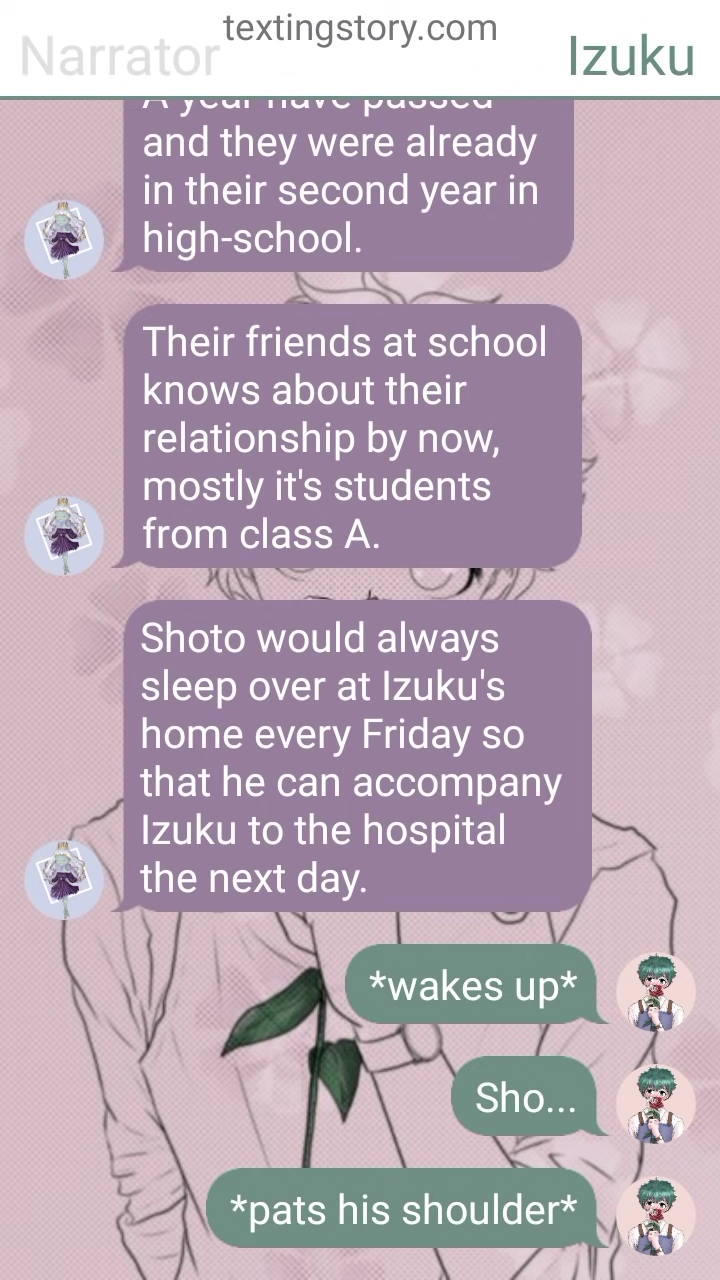 textingstory.com
Narrator
Izuku
A year have passed
and they were already
in their second year in
high-school.
Their friends at school
knows about their
relationship by now,
mostly it's students
from class A.
Shoto would always
sleep over at Izuku's
home every Friday so
that he can accompany
Izuku to the hospital
the next day.
*wakes up*
Sho...
*pats his shoulder*